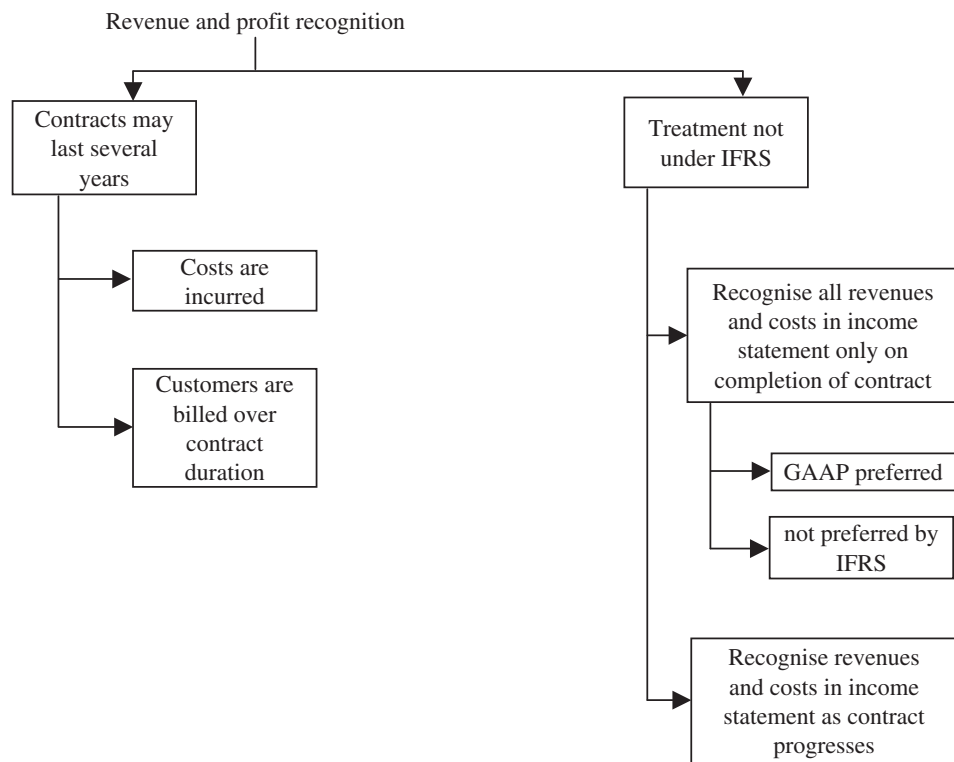 Revenue and profit recognition
Contracts may
last several
years
Costs are
incurred
Customers are
billed over
contract
duration
Treatment not
under IFRS
Recognise all revenues
and costs in income
statement only on
completion of contract
GAAP preferred
not preferred by
IFRS
Recognise revenues
and costs in income
statement as contract
progresses